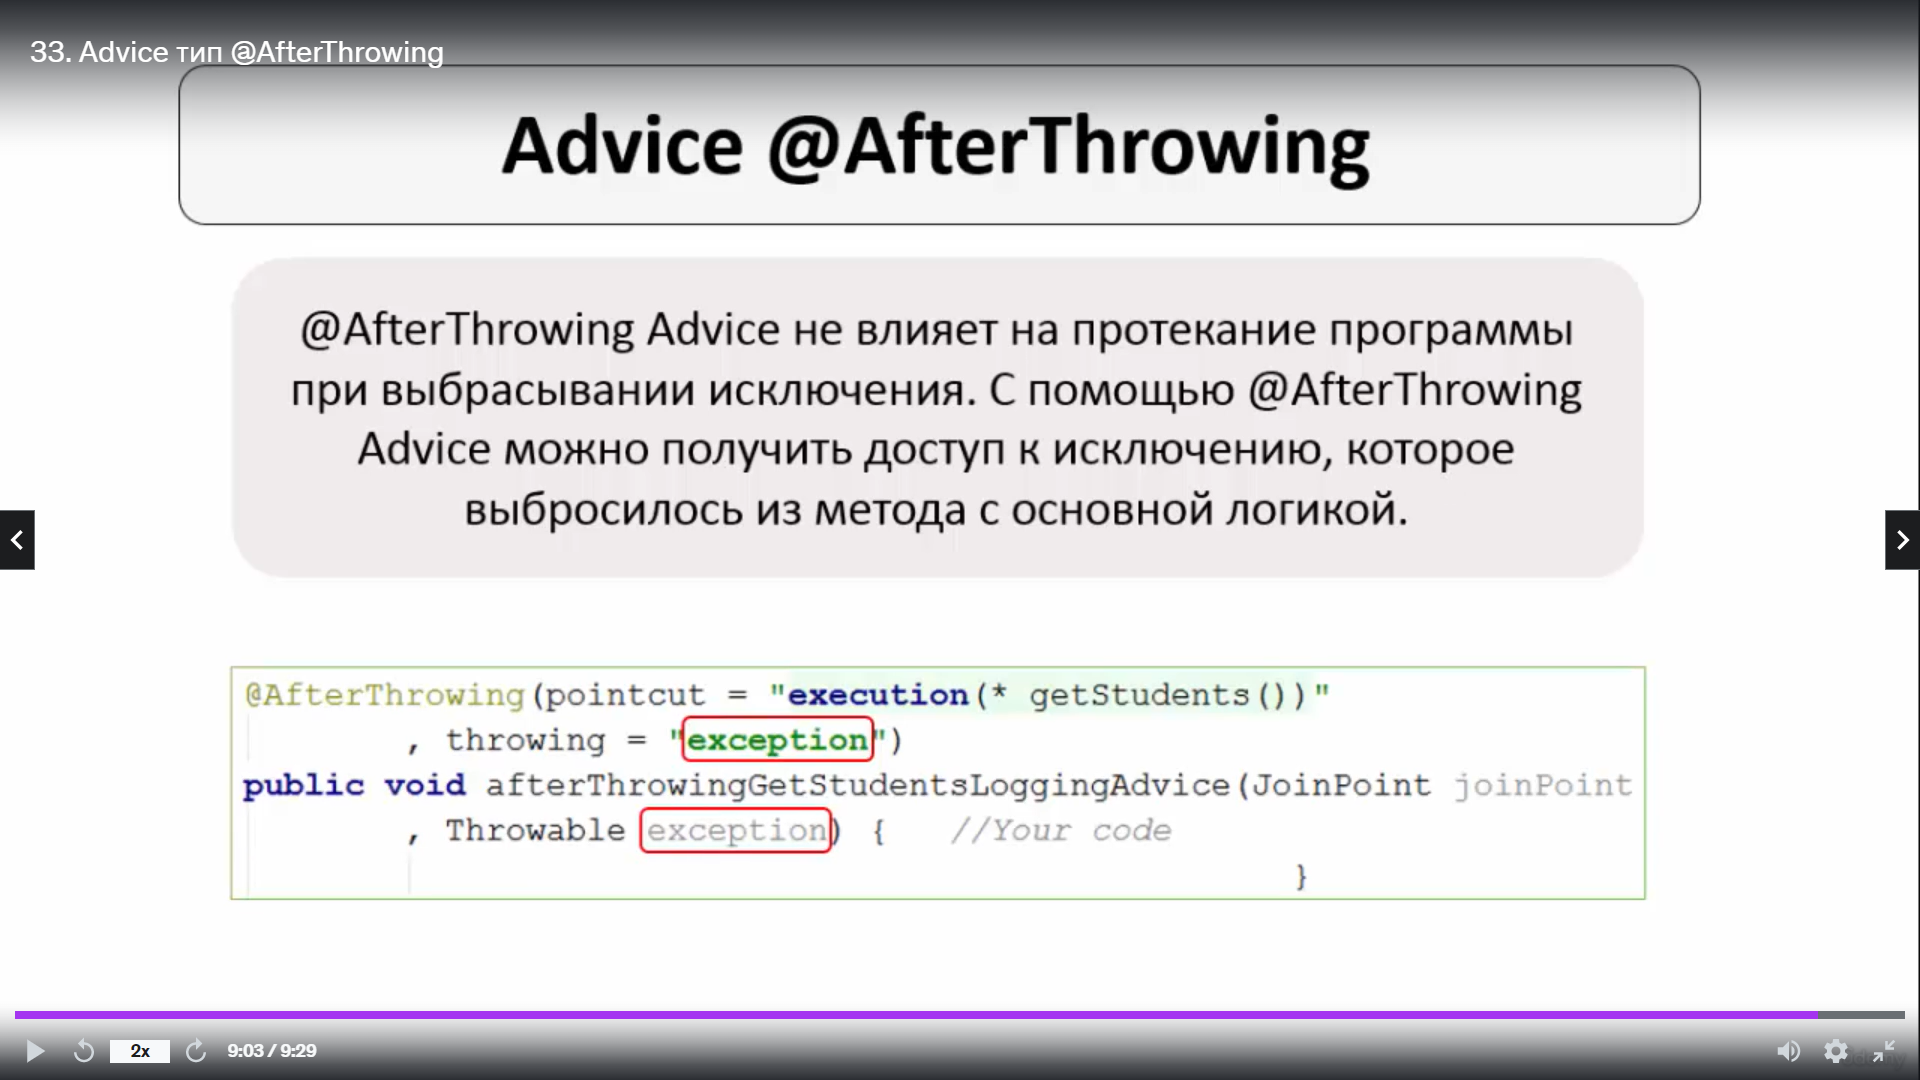 33. Advice тип @AfterThrowing
Advice @AfterThrowing
@AfterThrowing Advice не влияет на протекание программы
при выбрасывании исключения. С помощью @AfterThrowing
Advice можно получить доступ к исключению, которое
выбросилось из метода с основной логикой.
@AfterThrowing(pointcut = "execution(* getStudents())"
, throwing = "exception")
public void afterThrowingGetStudentsLoggingAdvice(JoinPoint joinPoint
, Throwable exception) { //Your code
}
2x
9:03 / 9:29